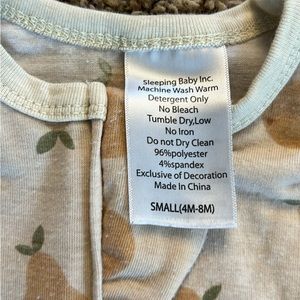 Sleeping Baby Inc.
Machine Wash Warm
Detergent Only
No Bleach
Tumble Dry,Low
No Iron
Do not Dry Clean
96%polyester
4%spandex
Exclusive of Decoration
Made In China
SMALL(4M-8M)